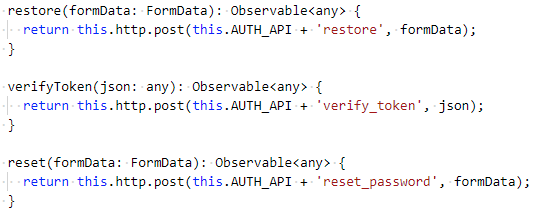 restore(formData: FormData): Observable<any> {
  return this.http.post(this.AUTH_API + 'restore', formData);
}
verifyToken(json: any): Observable<any> {
  return this.http.post(this.AUTH_API + 'verify_token', json);
}
reset(formData: FormData): Observable<any> {
  return this.http.post(this.AUTH_API + 'reset_password', formData);
}